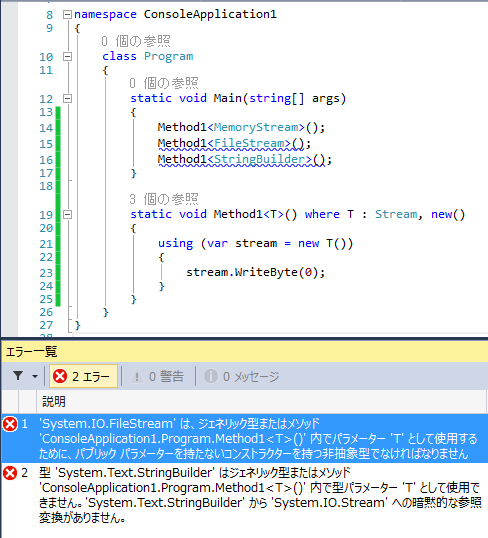 8 namespace ConsoleApplication1
9 {
0 個の参照
10 class Program
11 {
0 個の参照
12 static void Main(string[] args)
13 {
14 Method1<MemoryStream>();
15 Method1<FileStream>();
16 Method1<StringBuilder>();
17 }
18
3 個の参照
19 static void Method1<T>() where T : Stream, new()
20 {
21 using (var stream = new T())
22 {
23 stream.WriteByte(0);
24 }
25 }
26 }
27 }
エラー一覧
2 エラー 0 警告 0 メッセージ
説明
1 'System.IO.FileStream' は、ジェネリック型またはメソッド
'ConsoleApplication1.Program.Method1<T>()' 内でパラメーター 'T' として使用する
ために、パブリック パラメーターを持たないコンストラクターを持つ非抽象型でなければなりません
2 型 'System.Text.StringBuilder' はジェネリック型またはメソッド
'ConsoleApplication1.Program.Method1<T>()' 内で型パラメーター 'T' として使用で
きません。'System.Text.StringBuilder' から 'System.IO.Stream' への暗黙的な参照
変換がありません。